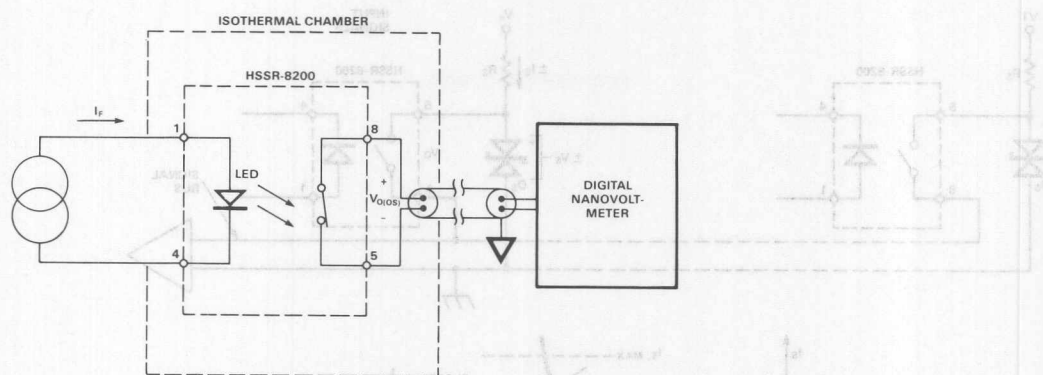 ISOTHERMAL CHAMBER
HSSR-8200
I_F
1
8
LED
+
V_O(OS)
−
4
5
DIGITAL
NANOVOLT-
METER